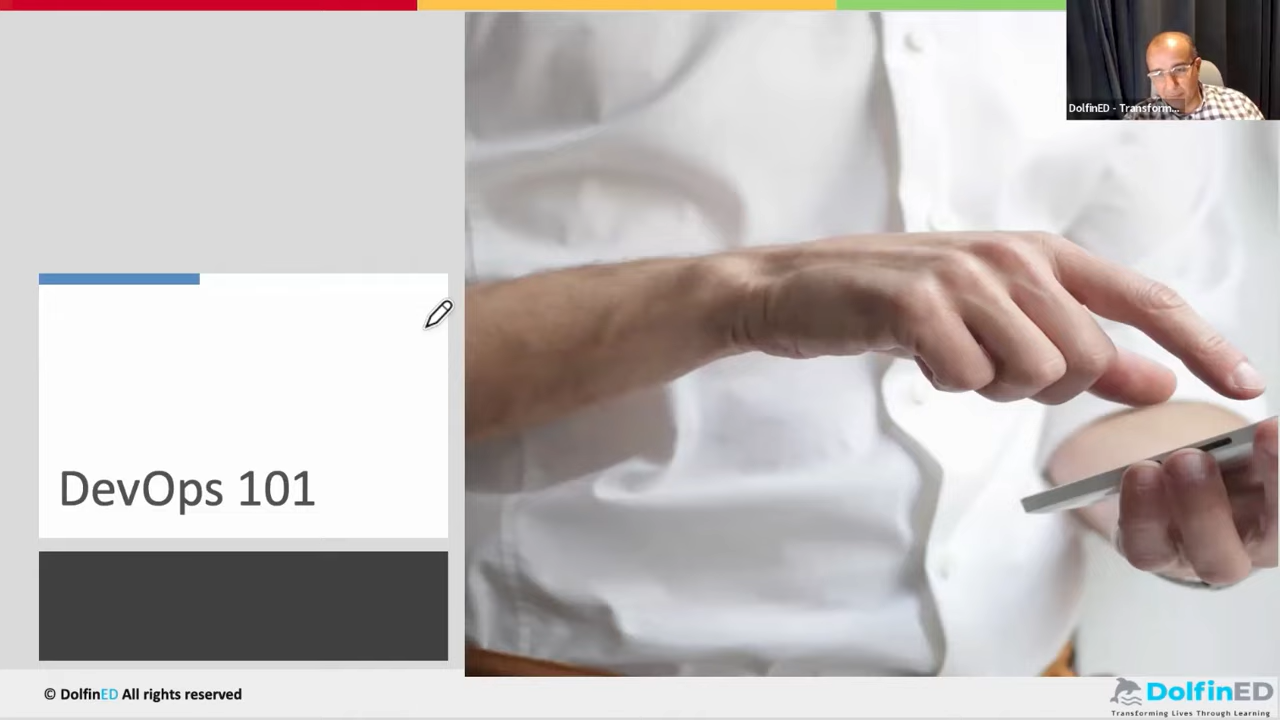 DolfinED - Transform...
DevOps 101
© DolfinED All rights reserved
DolfinED
Transforming Lives Through Learning